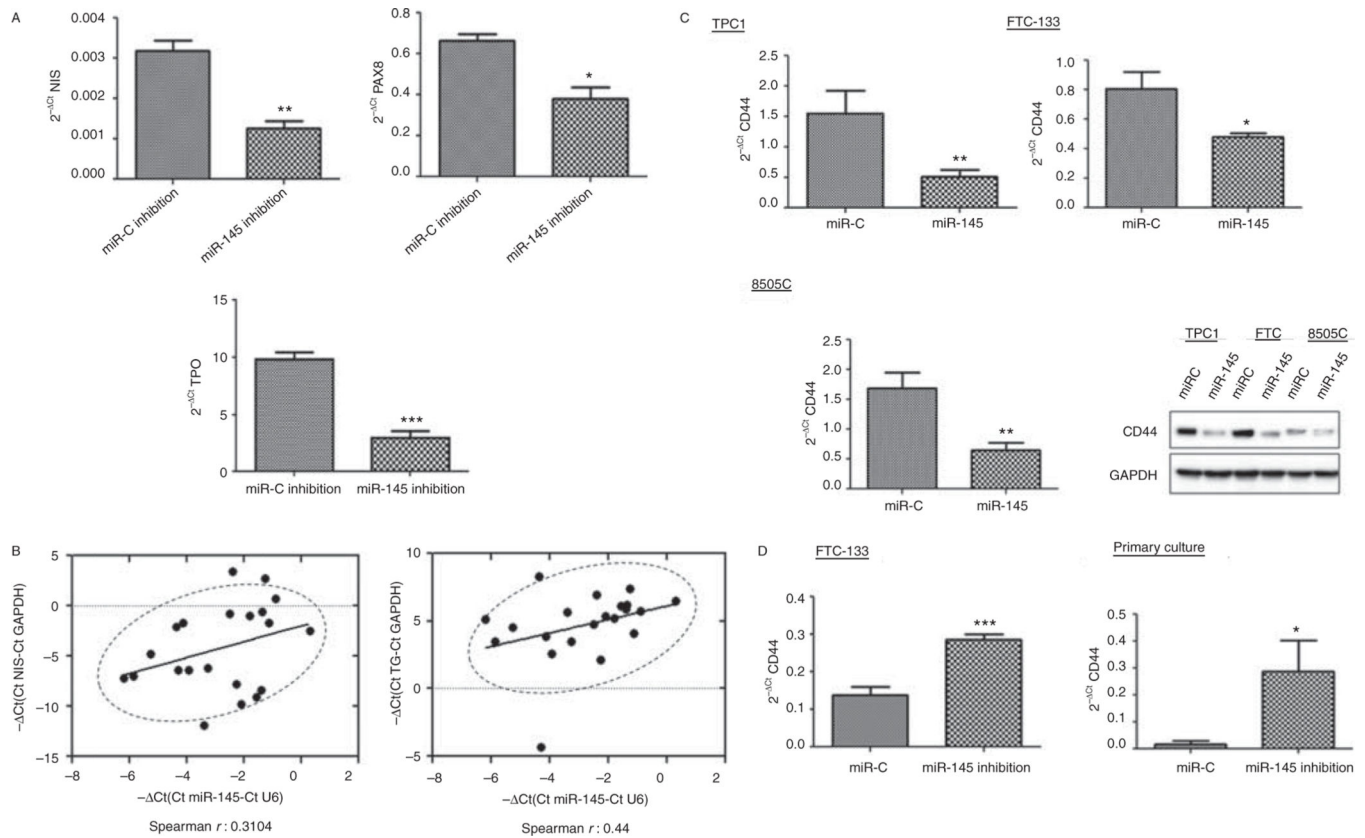 A
0.004
0.003
0.002
0.001
0.000
2^−ΔCt NIS
**
miR-C inhibition
miR-145 inhibition
0.8
0.6
0.4
0.2
0.0
2^−ΔCt PAX8
*
miR-C inhibition
miR-145 inhibition
15
10
5
0
2^−ΔCt TPO
***
miR-C inhibition
miR-145 inhibition
B
5
0
−5
−10
−15
−ΔCt(Ct NIS-Ct GAPDH)
−8 −6 −4 −2 0 2
−ΔCt(Ct miR-145-Ct U6)
Spearman r : 0.3104
10
5
0
−5
−ΔCt(Ct TG-Ct GAPDH)
−8 −6 −4 −2 0 2
−ΔCt(Ct miR-145-Ct U6)
Spearman r : 0.44
C
TPC1
2.5
2.0
1.5
1.0
0.5
0.0
2^−ΔCt CD44
**
miR-C miR-145
FTC-133
1.0
0.8
0.6
0.4
0.2
0.0
2^−ΔCt CD44
*
miR-C miR-145
8505C
2.5
2.0
1.5
1.0
0.5
0.0
2^−ΔCt CD44
**
miR-C miR-145
TPC1 FTC 8505C
miRC miR-145 miRC miR-145 miRC miR-145
CD44
GAPDH
D
FTC-133
0.4
0.3
0.2
0.1
0.0
2^−ΔCt CD44
***
miR-C miR-145 inhibition
Primary culture
0.5
0.4
0.3
0.2
0.1
0.0
2^−ΔCt CD44
*
miR-C miR-145 inhibition